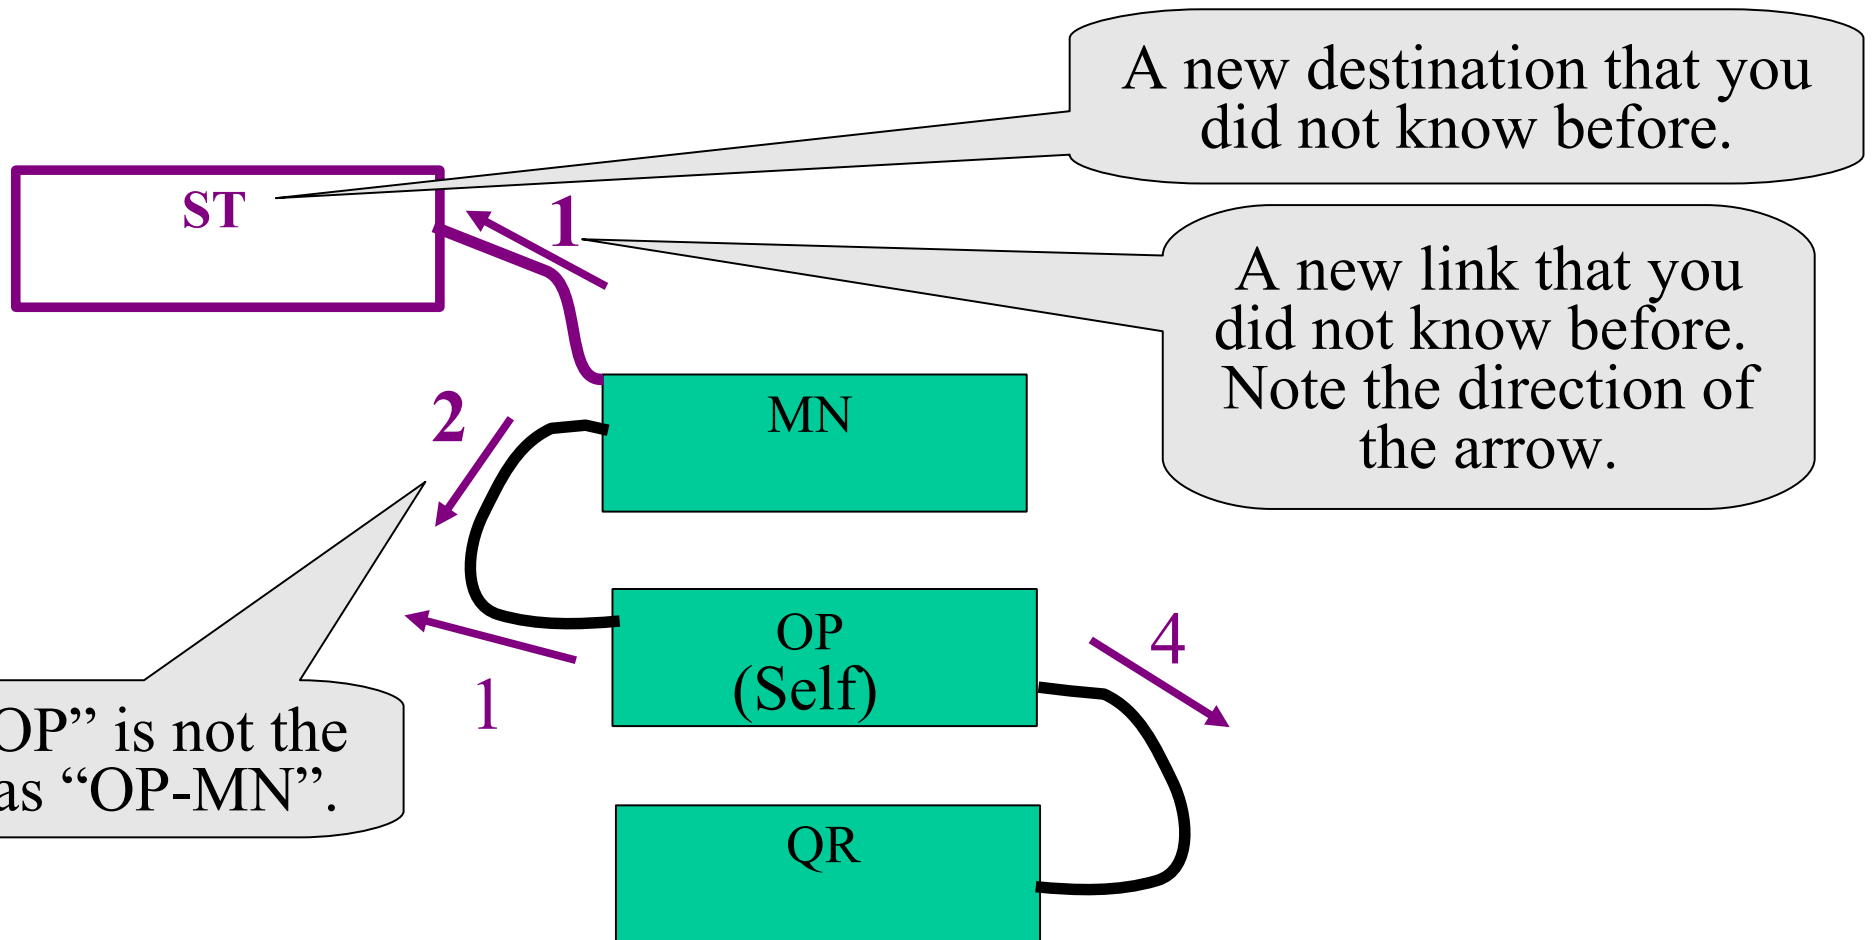 A new destination that you
did not know before.
ST
1
A new link that you
did not know before.
Note the direction of
the arrow.
2
MN
OP
(Self)
4
1
OP” is not the
as “OP-MN”.
QR